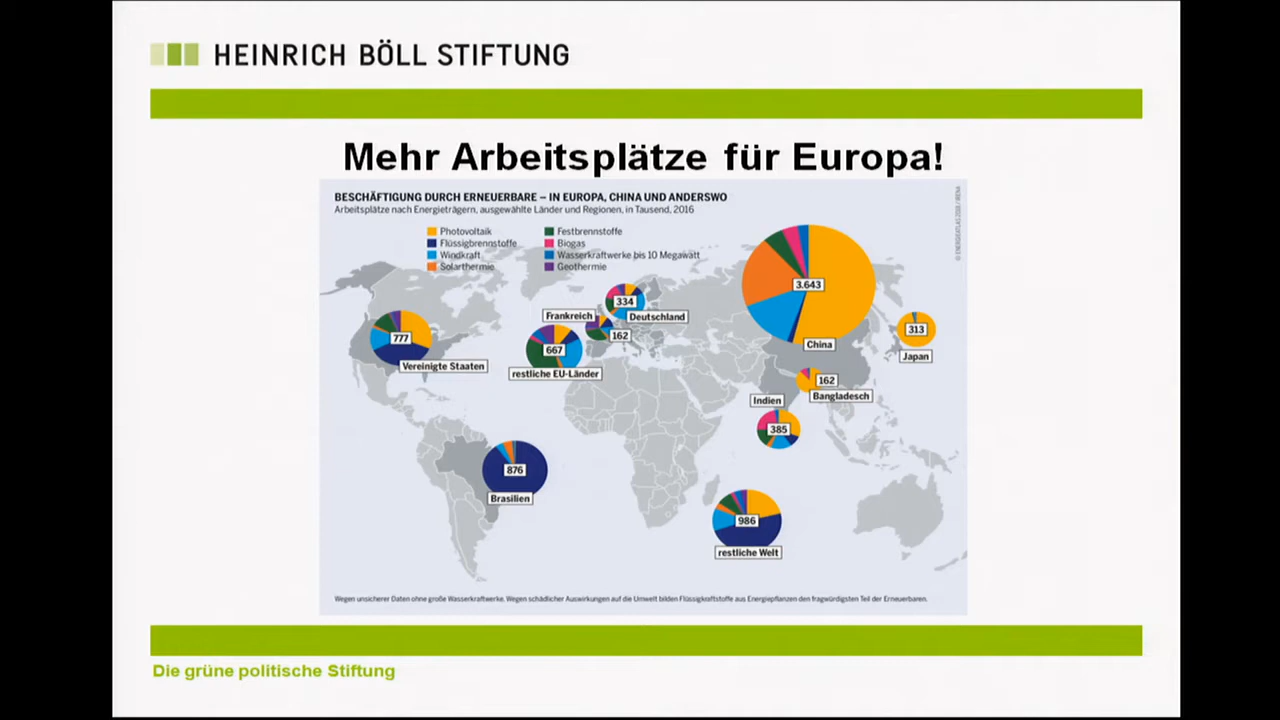 HEINRICH BÖLL STIFTUNG
Mehr Arbeitsplätze für Europa!
BESCHÄFTIGUNG DURCH ERNEUERBARE – IN EUROPA, CHINA UND ANDERSWO
Arbeitsplätze nach Energieträgern, ausgewählte Länder und Regionen, in Tausend, 2016
© ENERGIEATLAS 2018 / IRENA
Photovoltaik
Flüssigbrennstoffe
Windkraft
Solarthermie
Festbrennstoffe
Biogas
Wasserkraftwerke bis 10 Megawatt
Geothermie
777
Vereinigte Staaten
Frankreich
162
334
Deutschland
667
restliche EU-Länder
3.643
China
313
Japan
162
Bangladesch
Indien
385
876
Brasilien
986
restliche Welt
Wegen unsicherer Daten ohne große Wasserkraftwerke. Wegen schädlicher Auswirkungen auf die Umwelt bilden Flüssigkraftstoffe aus Energiepflanzen den fragwürdigsten Teil der Erneuerbaren.
Die grüne politische Stiftung